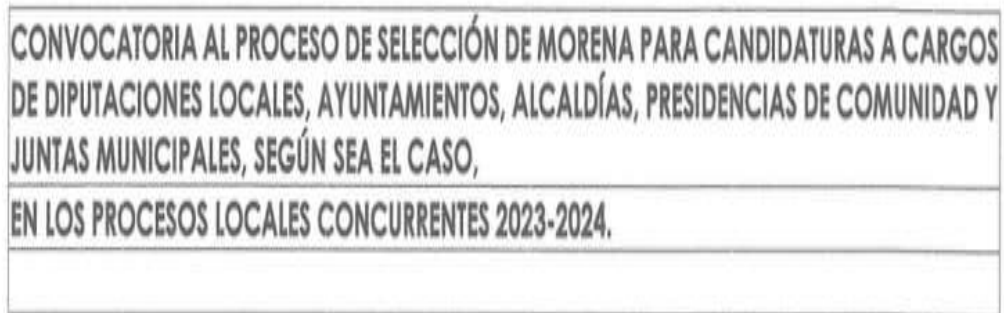 CONVOCATORIA AL PROCESO DE SELECCIÓN DE MORENA PARA CANDIDATURAS A CARGOS
DE DIPUTACIONES LOCALES, AYUNTAMIENTOS, ALCALDÍAS, PRESIDENCIAS DE COMUNIDAD Y
JUNTAS MUNICIPALES, SEGÚN SEA EL CASO,
EN LOS PROCESOS LOCALES CONCURRENTES 2023-2024.